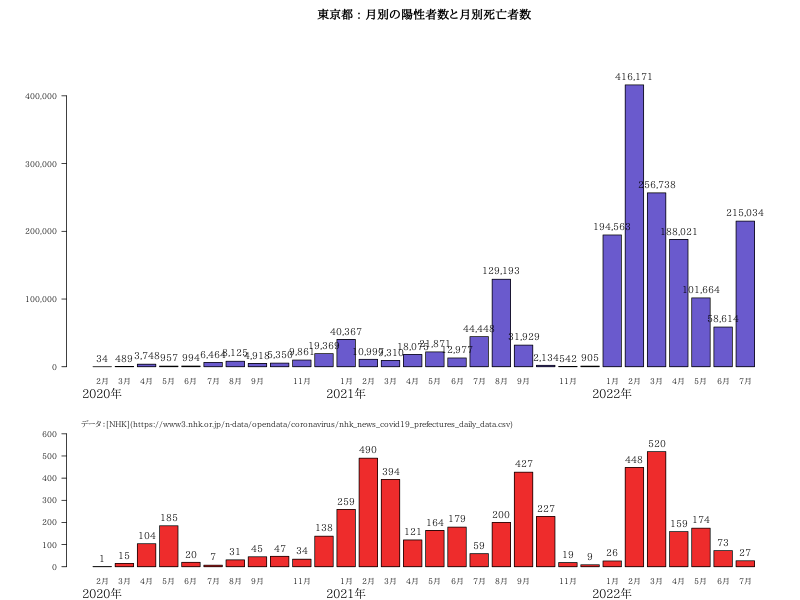 東京都：月別の陽性者数と月別死亡者数
416,171
400,000
300,000
256,738
215,034
200,000
194,563
188,021
129,193
101,664
100,000
58,614
44,448
40,367
31,929
34 489 3,748 957 994 6,464 8,125 4,918 5,350 9,861 19,369 10,997 9,310 18,075 21,871 12,977 2,134 542 905
0
2月 3月 4月 5月 6月 7月 8月 9月 11月 1月 2月 3月 4月 5月 6月 7月 8月 9月 11月 1月 2月 3月 4月 5月 6月 7月
2020年 2021年 2022年
データ:[NHK](https://www3.nhk.or.jp/n-data/opendata/coronavirus/nhk_news_covid19_prefectures_daily_data.csv)
600
500
400
300
200
100
0
1 15 104 185 20 7 31 45 47 34 138 259 490 394 121 164 179 59 200 427 227 19 9 26 448 520 159 174 73 27
2月 3月 4月 5月 6月 7月 8月 9月 11月 1月 2月 3月 4月 5月 6月 7月 8月 9月 11月 1月 2月 3月 4月 5月 6月 7月
2020年 2021年 2022年